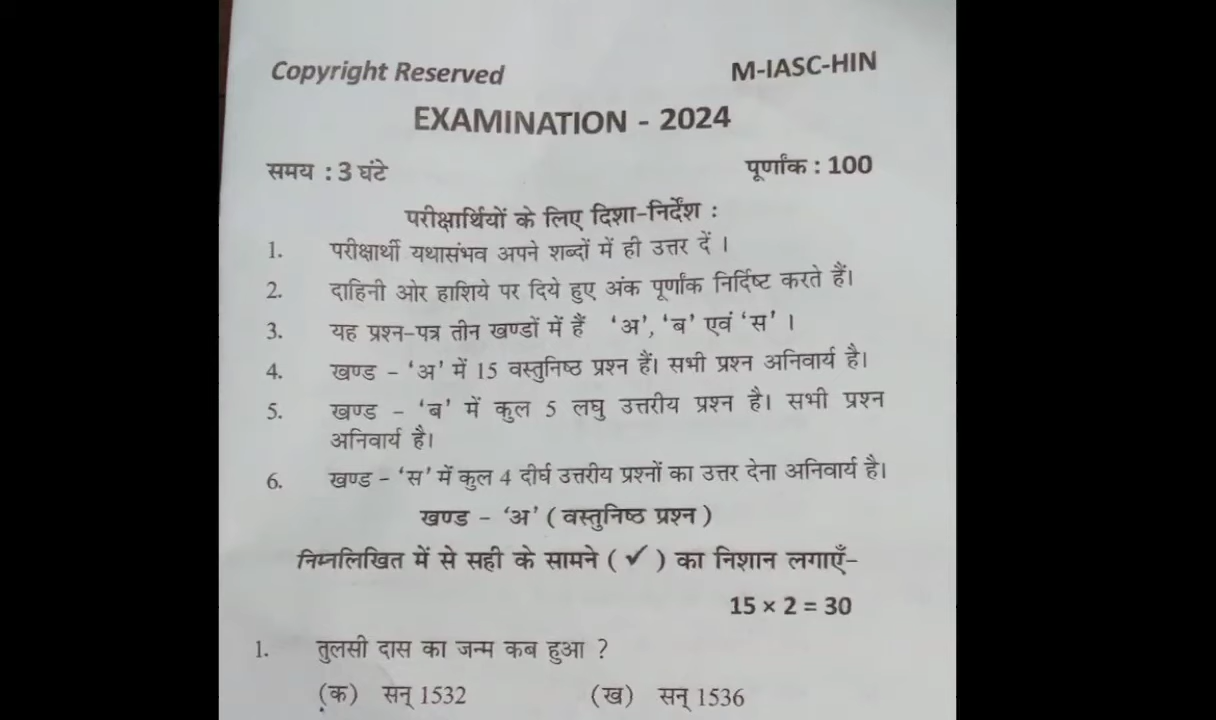 Copyright Reserved M-IASC-HIN
EXAMINATION - 2024
समय : 3 घंटे पूर्णांक : 100
परीक्षार्थियों के लिए दिशा-निर्देश :
1. परीक्षार्थी यथासंभव अपने शब्दों में ही उत्तर दें ।
2. दाहिनी ओर हाशिये पर दिये हुए अंक पूर्णांक निर्दिष्ट करते हैं।
3. यह प्रश्न-पत्र तीन खण्डों में हैं ‘अ’, ‘ब’ एवं ‘स’ ।
4. खण्ड – ‘अ’ में 15 वस्तुनिष्ठ प्रश्न हैं। सभी प्रश्न अनिवार्य है।
5. खण्ड – ‘ब’ में कुल 5 लघु उत्तरीय प्रश्न है। सभी प्रश्न
अनिवार्य है।
6. खण्ड – ‘स’ में कुल 4 दीर्घ उत्तरीय प्रश्नों का उत्तर देना अनिवार्य है।
खण्ड – ‘अ’ ( वस्तुनिष्ठ प्रश्न )
निम्नलिखित में से सही के सामने ( ✓ ) का निशान लगाएँ–
15 × 2 = 30
1. तुलसी दास का जन्म कब हुआ ?
(क) सन् 1532 (ख) सन् 1536